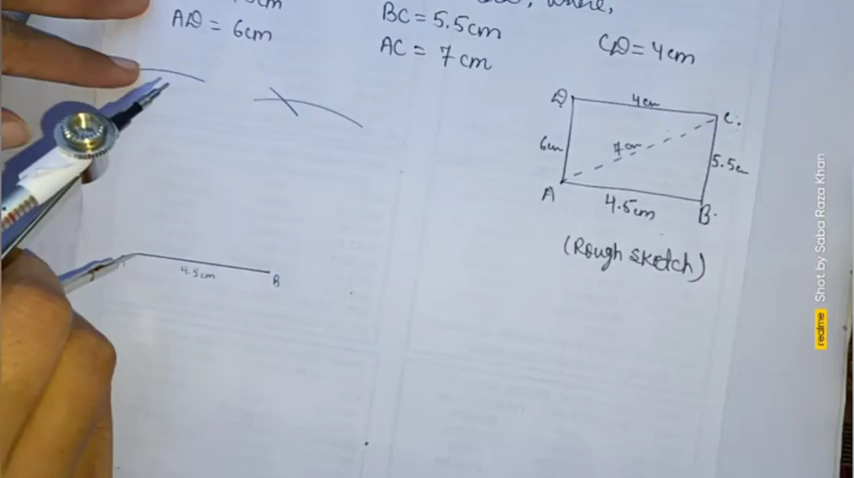 where,
AD = 6cm
BC = 5.5cm
AC = 7cm
CD = 4cm
D
4cm
C.
6cm
7cm
5.5cm
A
4.5cm
B.
(Rough sketch)
4.5cm
B
realme Shot by Saba Raza Khan